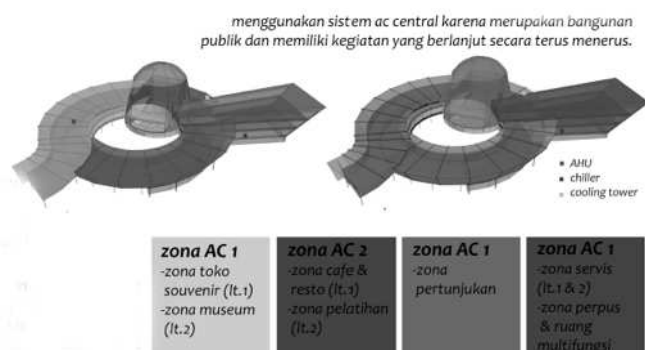 menggunakan sistem ac central karena merupakan bangunan
publik dan memiliki kegiatan yang berlanjut secara terus menerus.
AHU
chiller
cooling tower
zona AC 1
-zona toko
souvenir (lt.1)
-zona museum
(lt.2)
zona AC 2
-zona cafe &
resto (lt.1)
-zona pelatihan
(lt.2)
zona AC 1
-zona
pertunjukan
zona AC 1
-zona servis
(lt.1 & 2)
-zona perpus
& ruang
multifungsi